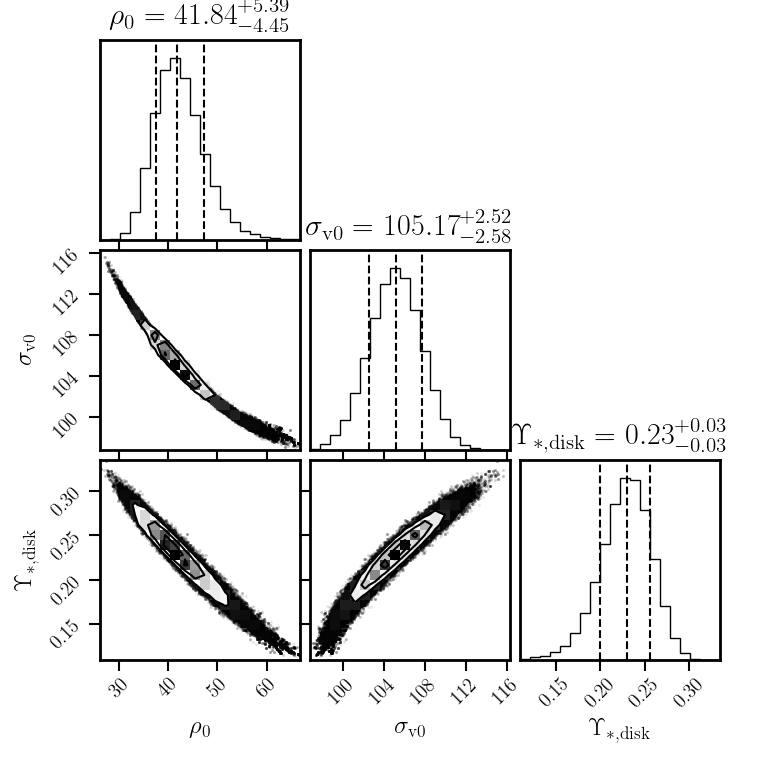 ρ₀ = 41.84⁺⁵·³⁹₋₄.₄₅
σᵥ₀ = 105.17⁺²·⁵²₋₂.₅₈
ϒ∗,disk = 0.23⁺⁰·⁰³₋₀.₀₃
116
112
108
104
100
σᵥ₀
0.30
0.25
0.20
0.15
ϒ∗,disk
30 40 50 60
100 104 108 112 116
0.15 0.20 0.25 0.30
ρ₀
σᵥ₀
ϒ∗,disk